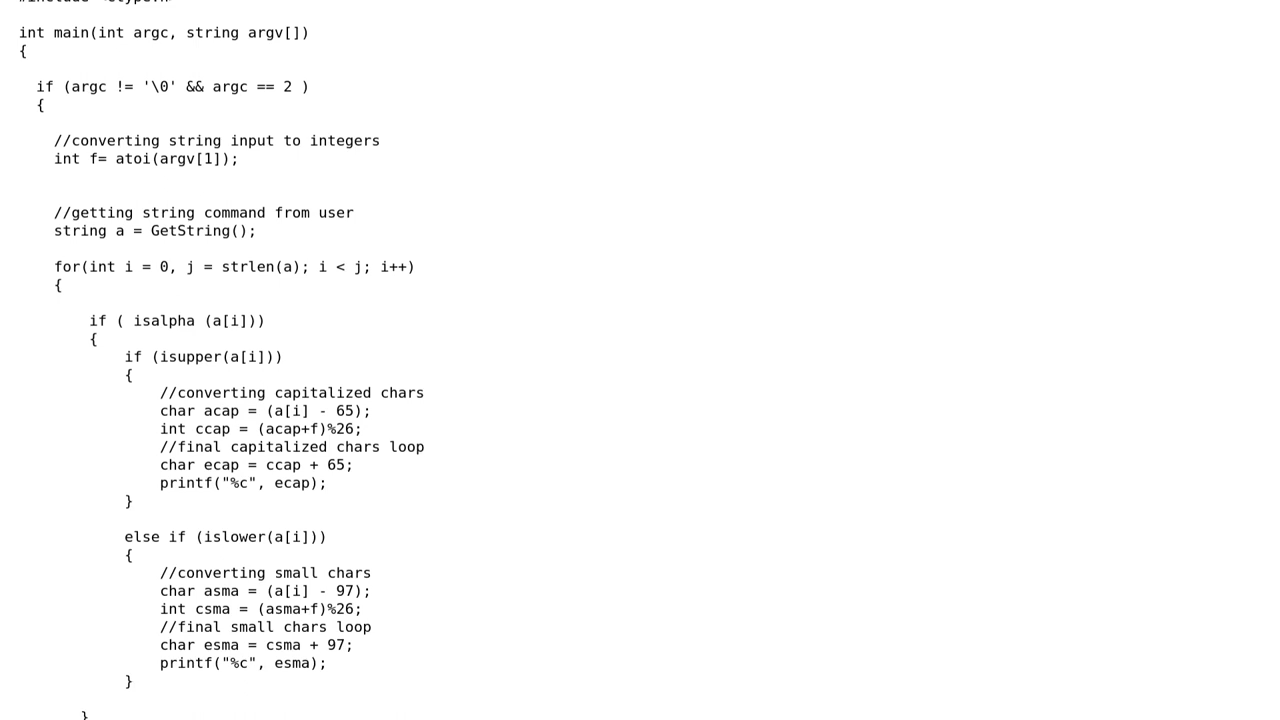 int main(int argc, string argv[])
{
if (argc != '\0' && argc == 2 )
{
//converting string input to integers
int f= atoi(argv[1]);
//getting string command from user
string a = GetString();
for(int i = 0, j = strlen(a); i < j; i++)
{
if ( isalpha (a[i]))
{
if (isupper(a[i]))
{
//converting capitalized chars
char acap = (a[i] - 65);
int ccap = (acap+f)%26;
//final capitalized chars loop
char ecap = ccap + 65;
printf("%c", ecap);
}
else if (islower(a[i]))
{
//converting small chars
char asma = (a[i] - 97);
int csma = (asma+f)%26;
//final small chars loop
char esma = csma + 97;
printf("%c", esma);
}
}